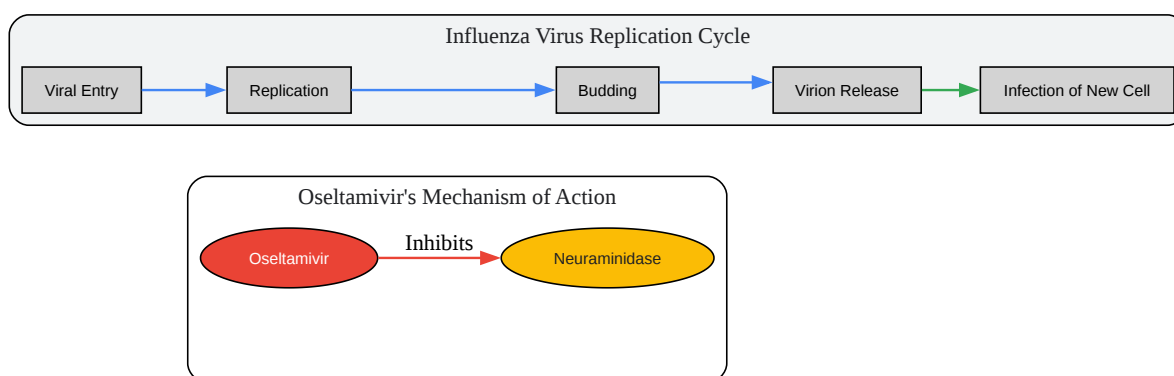 Influenza Virus Replication Cycle
Viral Entry
Replication
Budding
Virion Release
Infection of New Cell
Oseltamivir's Mechanism of Action
Oseltamivir
Inhibits
Neuraminidase